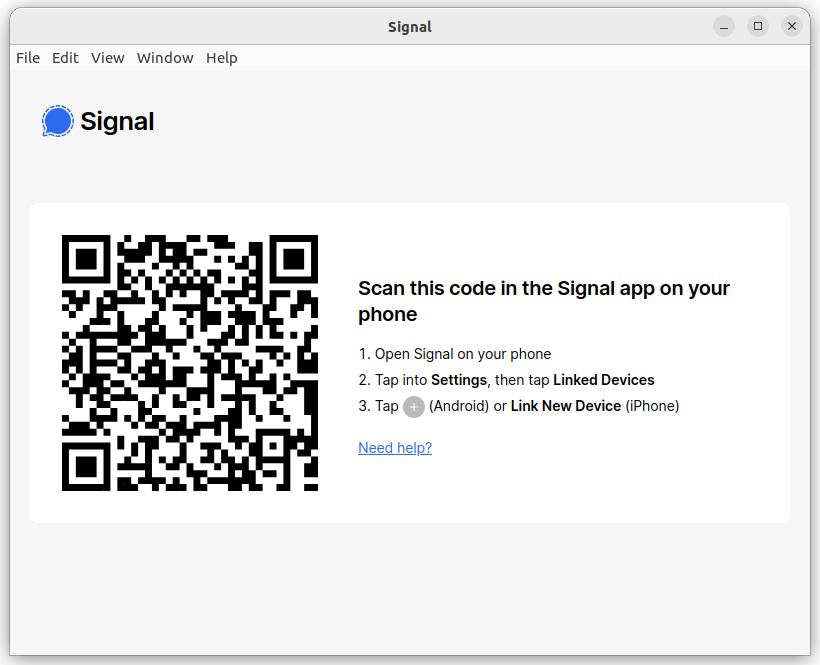 Signal
File Edit View Window Help
Signal
Scan this code in the Signal app on your
phone
1. Open Signal on your phone
2. Tap into Settings, then tap Linked Devices
3. Tap + (Android) or Link New Device (iPhone)
Need help?